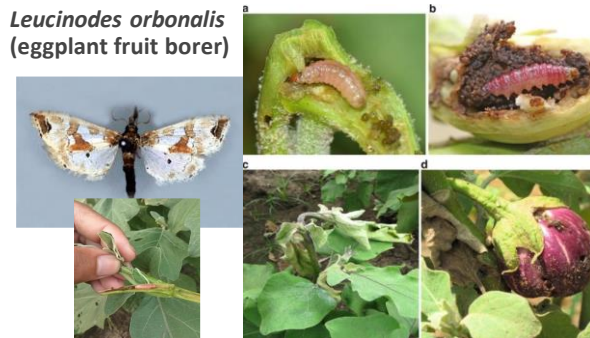 Leucinodes orbonalis
(eggplant fruit borer)
a
b
c
d